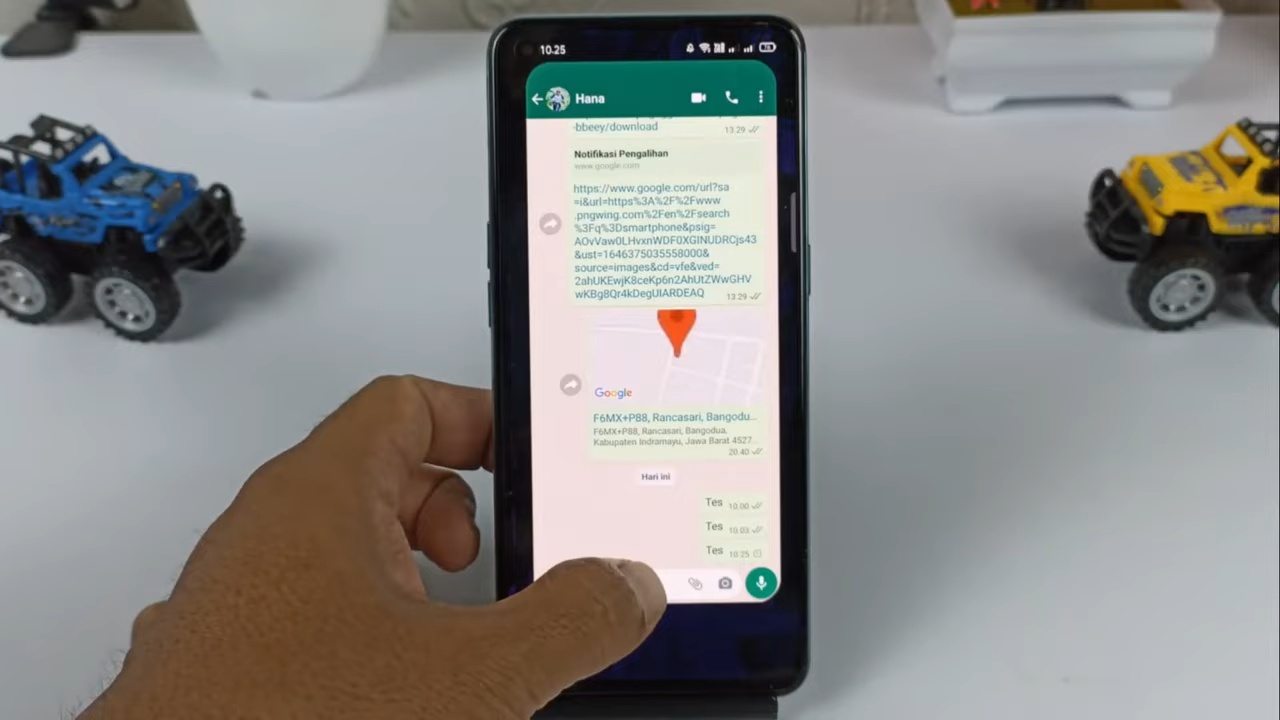 10.25
Hana
-bbeey/download
13.29
Notifikasi Pengalihan
www.google.com
https://www.google.com/url?sa
=i&url=https%3A%2F%2Fwww
.pngwing.com%2Fen%2Fsearch
%3Fq%3Dsmartphone&psig=
AOvVaw0LHvxnWDF0XGlNUDRCjs43
&ust=1646375035558000&
source=images&cd=vfe&ved=
2ahUKEwjK8ceKp6n2AhUtZWwGHV
wKBg8Qr4kDegUIARDEAQ
13.29
Google
F6MX+P88, Rancasari, Bangodu...
F6MX+P88, Rancasari, Bangodua,
Kabupaten Indramayu, Jawa Barat 4527...
20.40
Hari ini
Tes 10.00
Tes 10.03
Tes 10.25